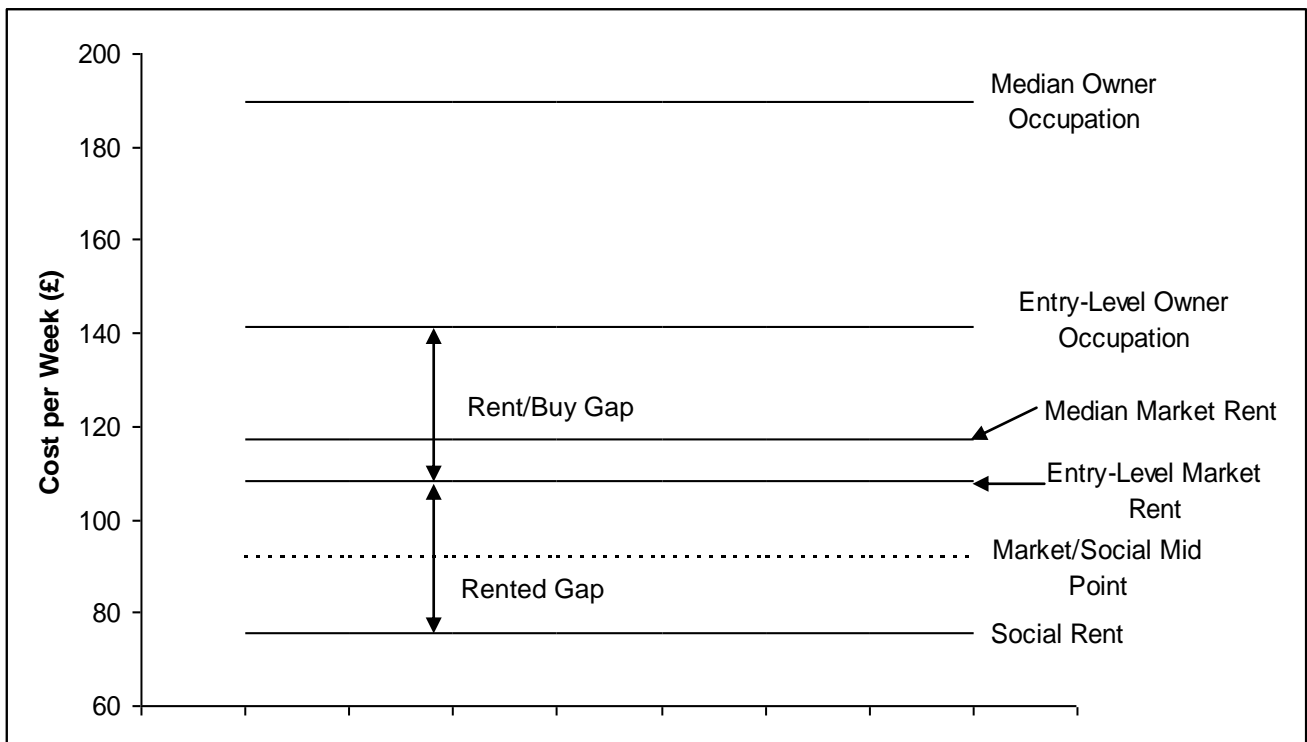 200
Median Owner
Occupation
180
160
Entry-Level Owner
Occupation
140
Rent/Buy Gap
Median Market Rent
120
Entry-Level Market
Rent
100
Market/Social Mid
Point
Rented Gap
80
Social Rent
60
Cost per Week (£)